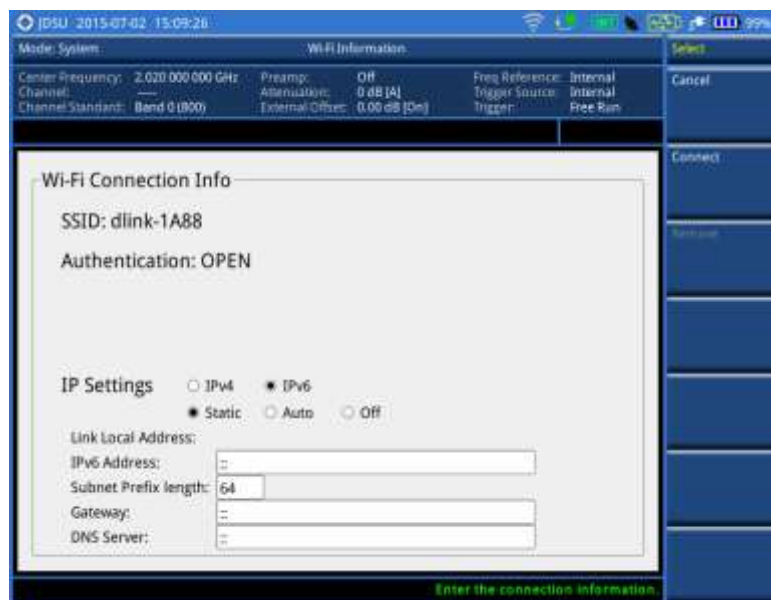 JDSU 2015-07-02 15:09:26 99%
Mode: System Wi-Fi Information Select
Center Frequency: 2.020 000 000 GHz Preamp: Off Freq Reference: Internal
Channel: ---- Attenuation: 0 dB [A] Trigger Source: Internal
Channel Standard: Band 0 (800) External Offset: 0.00 dB [On] Trigger: Free Run
Cancel
Connect
Remove
Wi-Fi Connection Info
SSID: dlink-1A88
Authentication: OPEN
IP Settings IPv4 IPv6
Static Auto Off
Link Local Address:
IPv6 Address: ::
Subnet Prefix length: 64
Gateway: ::
DNS Server: ::
Enter the connection information.